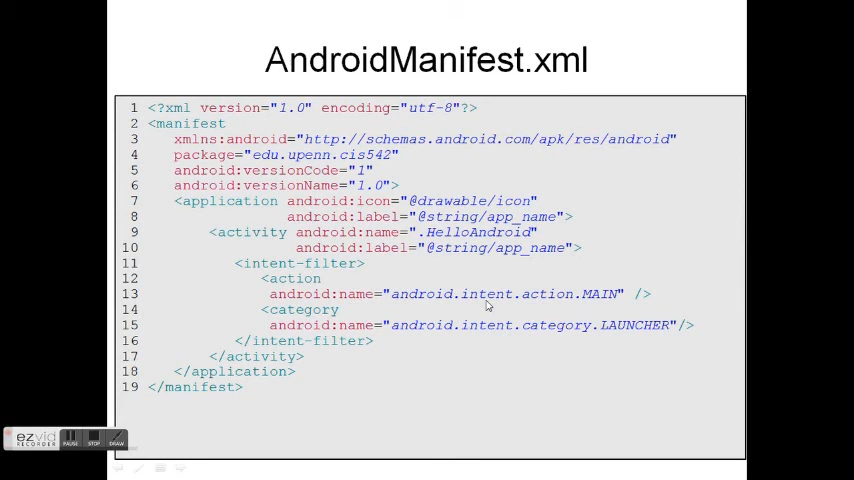 AndroidManifest.xml
1 <?xml version="1.0" encoding="utf-8"?>
2 <manifest
3 xmlns:android="http://schemas.android.com/apk/res/android"
4 package="edu.upenn.cis542"
5 android:versionCode="1"
6 android:versionName="1.0">
7 <application android:icon="@drawable/icon"
8 android:label="@string/app_name">
9 <activity android:name=".HelloAndroid"
10 android:label="@string/app_name">
11 <intent-filter>
12 <action
13 android:name="android.intent.action.MAIN" />
14 <category
15 android:name="android.intent.category.LAUNCHER"/>
16 </intent-filter>
17 </activity>
18 </application>
19 </manifest>
ezvid
RECORDER
PAUSE STOP DRAW